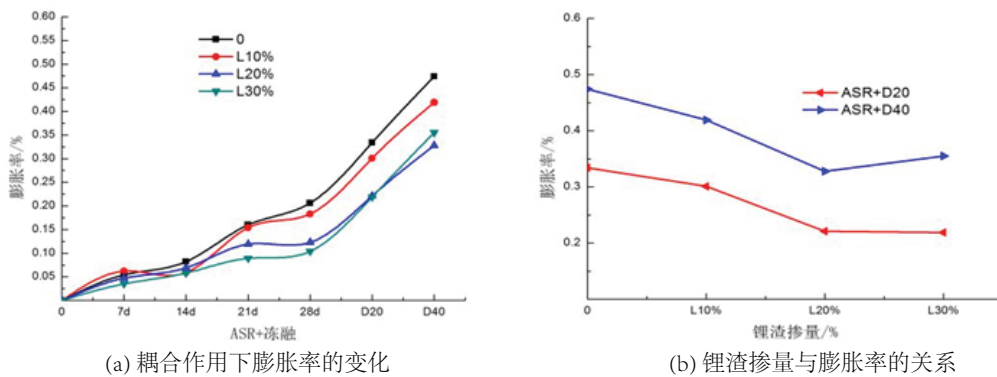 0.60
0.55
0.50
0.45
0.40
0.35
0.30
0.25
0.20
0.15
0.10
0.05
膨胀率/%
0
L10%
L20%
L30%
0
7d
14d
21d
28d
D20
D40
ASR+冻融
(a) 耦合作用下膨胀率的变化
0.6
0.5
0.4
0.3
0.2
膨胀率/%
ASR+D20
ASR+D40
0
L10%
L20%
L30%
锂渣掺量/%
(b) 锂渣掺量与膨胀率的关系